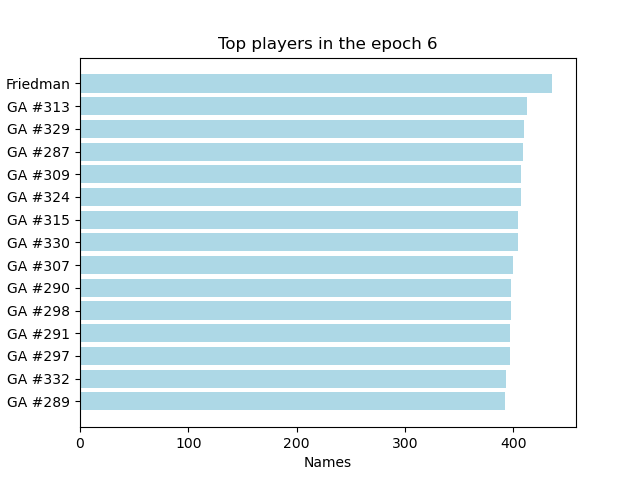 Top players in the epoch 6
Friedman
GA #313
GA #329
GA #287
GA #309
GA #324
GA #315
GA #330
GA #307
GA #290
GA #298
GA #291
GA #297
GA #332
GA #289
0 100 200 300 400
Names